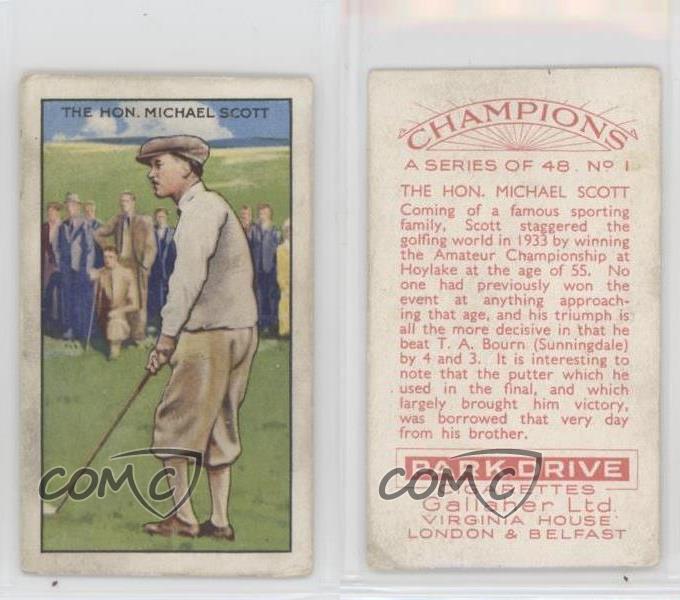 THE HON. MICHAEL SCOTT
COMC
CHAMPIONS
A SERIES OF 48. Nº 1
THE HON. MICHAEL SCOTT
Coming of a famous sporting
family, Scott staggered the
golfing world in 1933 by winning
the Amateur Championship at
Hoylake at the age of 55. No
one had previously won the
event at anything approach-
ing that age, and his triumph is
all the more decisive in that he
beat T. A. Bourn (Sunningdale)
by 4 and 3. It is interesting to
note that the putter which he
used in the final, and which
largely brought him victory,
was borrowed that very day
from his brother.
PARK DRIVE
CIGARETTES
Gallaher Ltd.
VIRGINIA HOUSE
LONDON & BELFAST
COMC